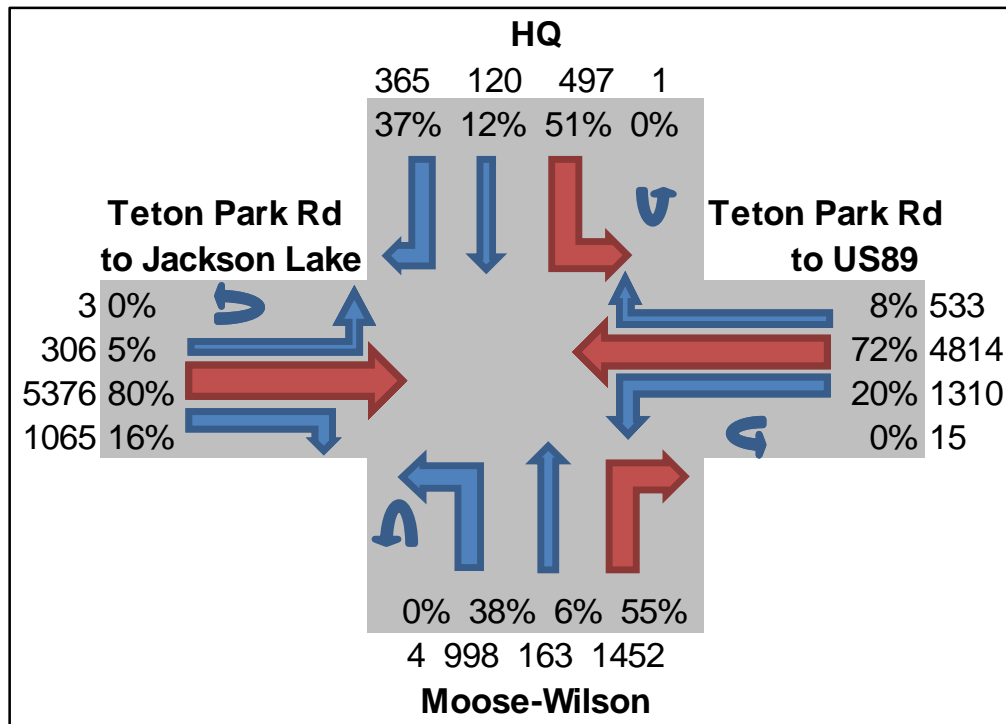 HQ
365 120 497 1
37% 12% 51% 0%
Teton Park Rd
to Jackson Lake
Teton Park Rd
to US89
3 0%
306 5%
5376 80%
1065 16%
8% 533
72% 4814
20% 1310
0% 15
0% 38% 6% 55%
4 998 163 1452
Moose-Wilson